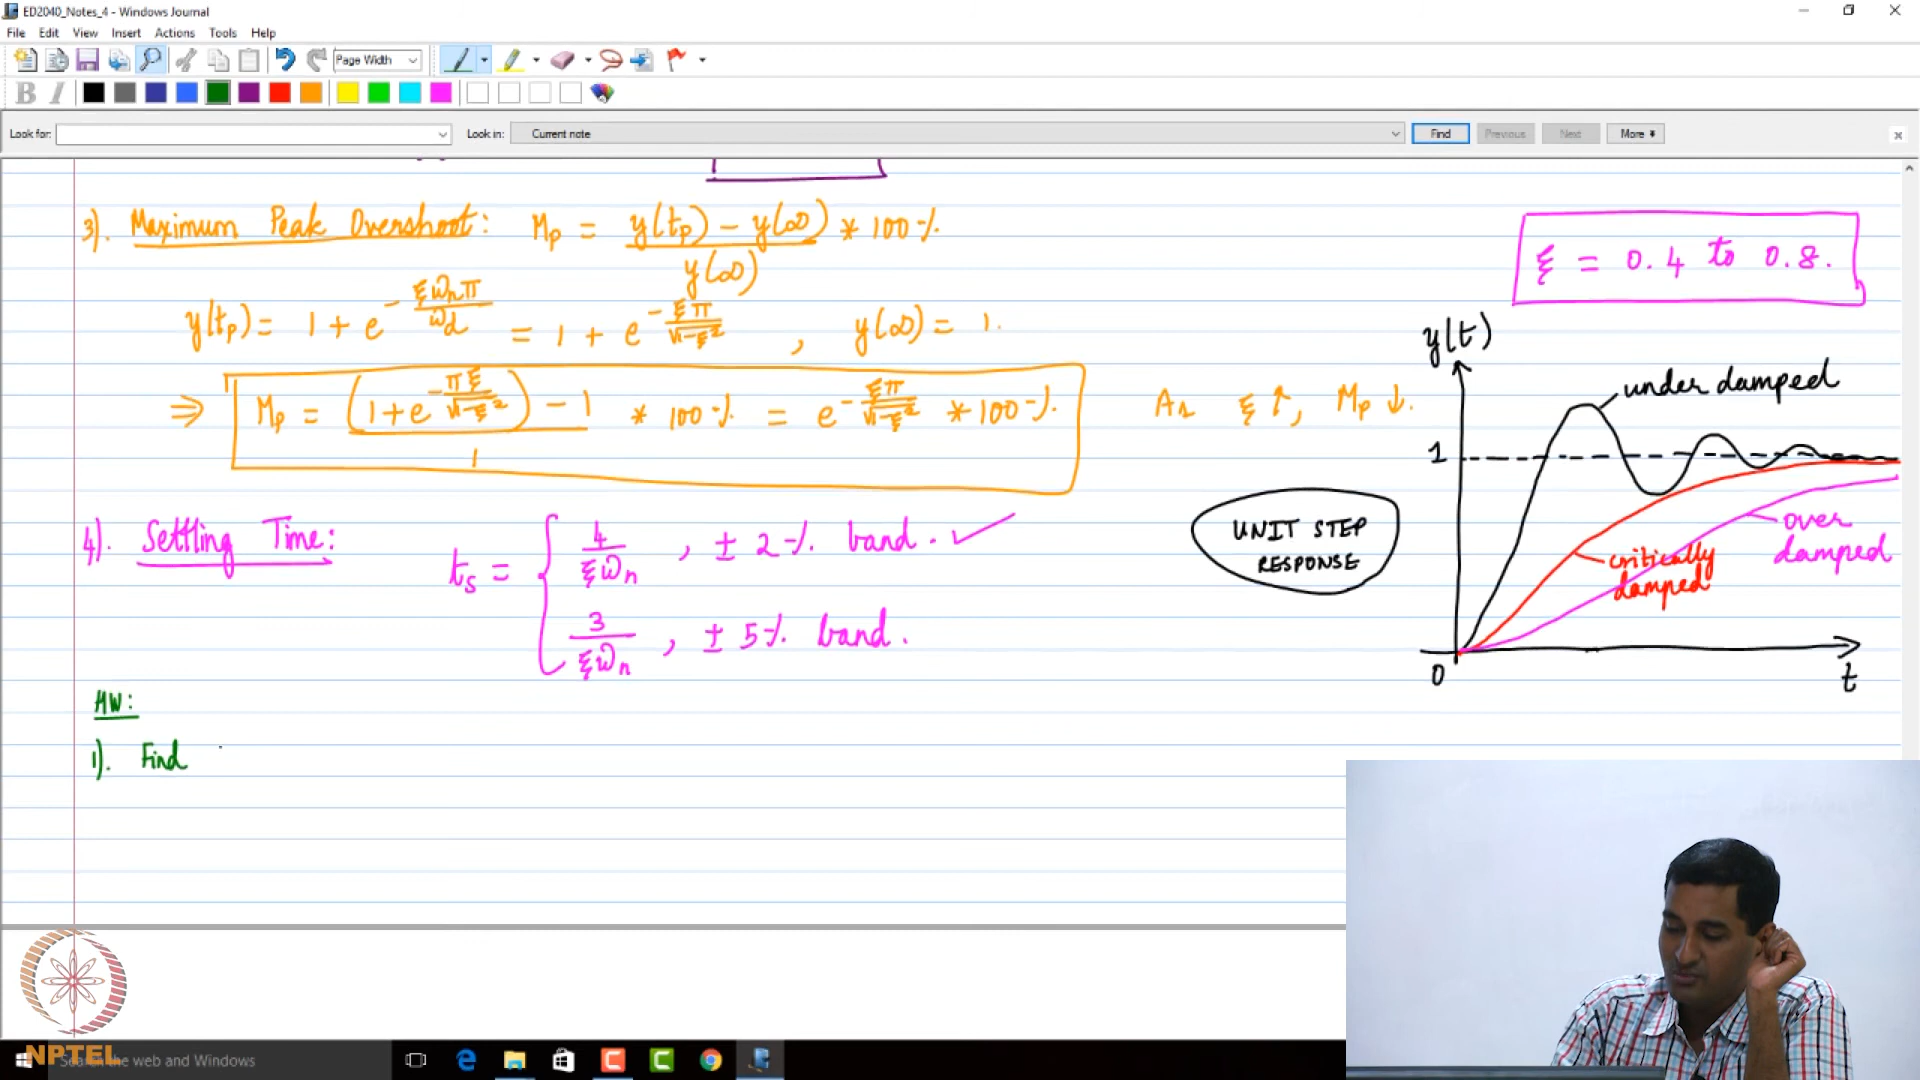 ED2040_Notes_4 - Windows Journal
File Edit View Insert Actions Tools Help
Page Width
B I
Look for: Look in: Current note Find Previous Next More
3). Maximum Peak Overshoot: Mp = y(tp) - y(∞) * 100 %
y(∞)
ξ = 0.4 to 0.8.
y(tp) = 1 + e^(-ξωnπ/ωd) = 1 + e^(-ξπ/√(1-ξ²)), y(∞) = 1.
⇒ Mp = (1 + e^(-πξ/√(1-ξ²))) - 1 * 100 % = e^(-ξπ/√(1-ξ²)) * 100 %.
1
As ξ ↑, Mp ↓.
y(t)
under damped
1
4). Settling Time: ts = { 4/ξωn, ± 2 % band. ✓
3/ξωn, ± 5 % band.
UNIT STEP
RESPONSE
over
damped
critically
damped
0
t
HW:
1). Find
NPTEL
Search the web and Windows